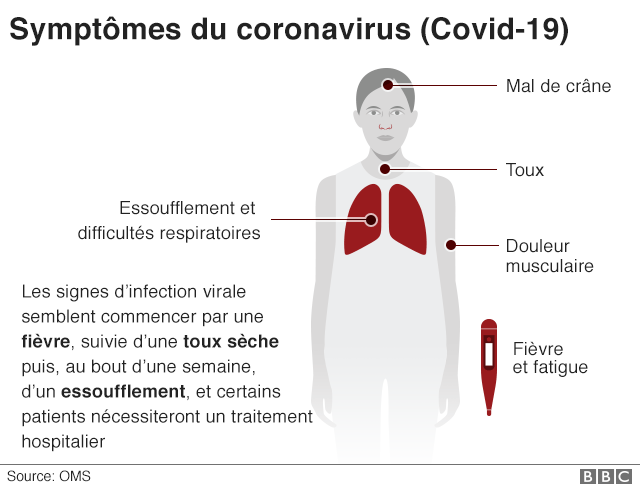 Symptômes du coronavirus (Covid-19)
Mal de crâne
Toux
Essoufflement et
difficultés respiratoires
Douleur
musculaire
Les signes d’infection virale
semblent commencer par une
fièvre, suivie d’une toux sèche
puis, au bout d’une semaine,
d’un essoufflement, et certains
patients nécessiteront un traitement
hospitalier
Fièvre
et fatigue
Source: OMS
BBC